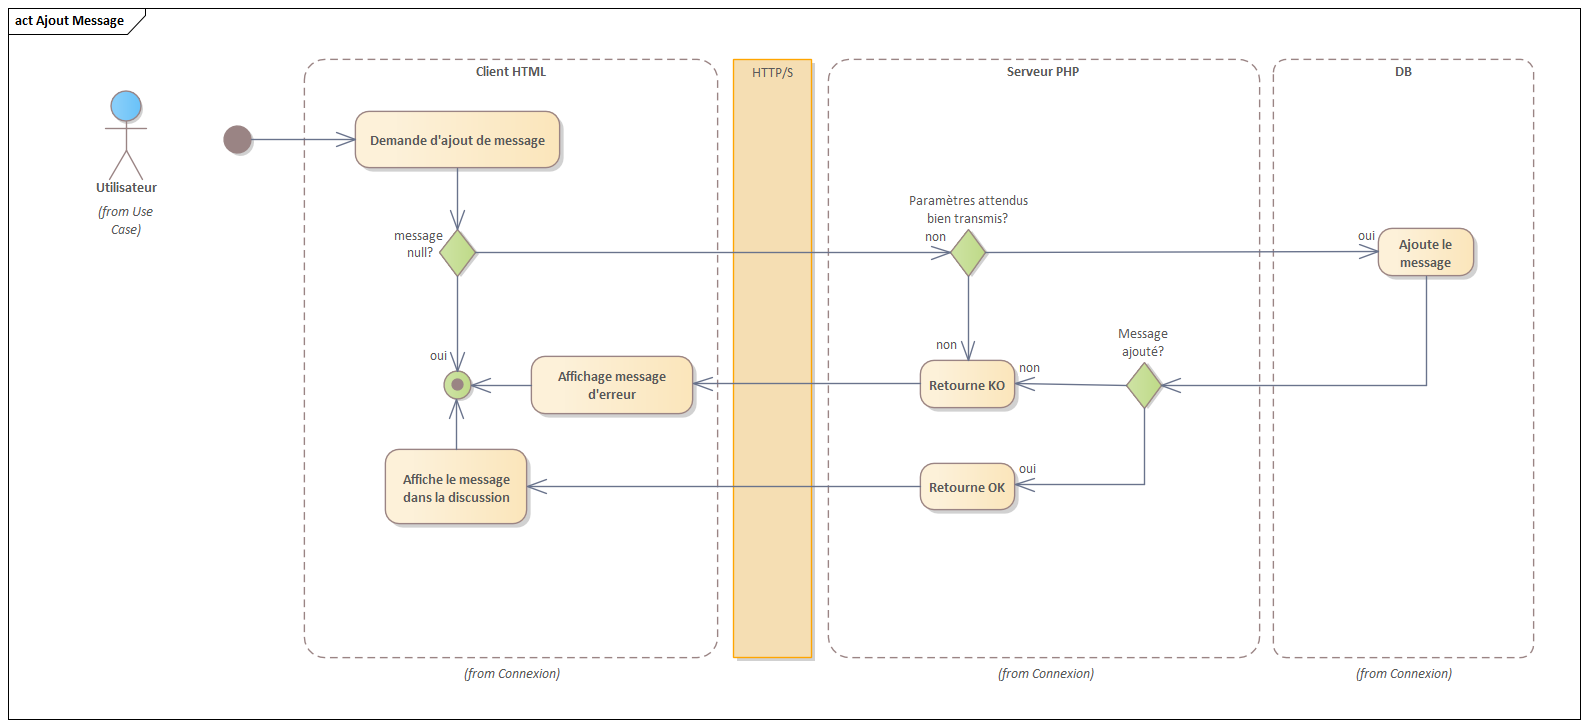 act Ajout Message
Client HTML
HTTP/S
Serveur PHP
DB
Utilisateur
(from Use
Case)
Demande d'ajout de message
message
null?
Paramètres attendus
bien transmis?
non
oui
Ajoute le
message
oui
Affichage message
d'erreur
non
Retourne KO
non
Message
ajouté?
Affiche le message
dans la discussion
Retourne OK
oui
(from Connexion)
(from Connexion)
(from Connexion)